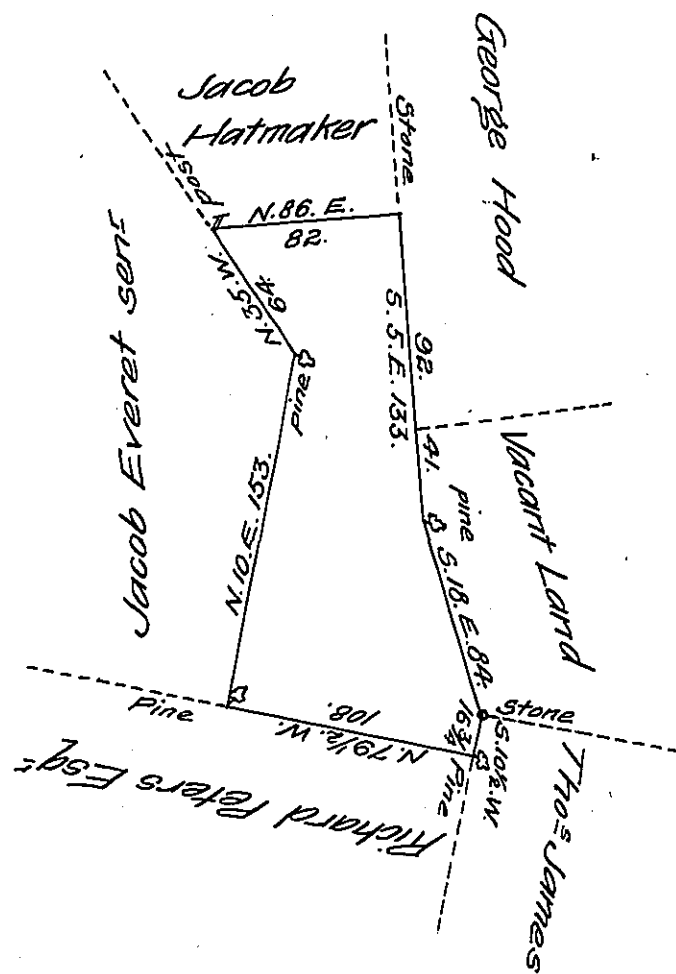 Jacob
Hatmaker
George Hood
Stone
post
N.86.E.
82.
N.35.W.
64
pine
92.
S.5.E.133.
41.
Vacant Land
pine
S.18.E.84.
Jacob Everet senr
N.10.E.153.
Stone
S.10½.W.
16¾
Pine
Thos James
pine
108.
N.79½.W.
Richard Peters Esqr